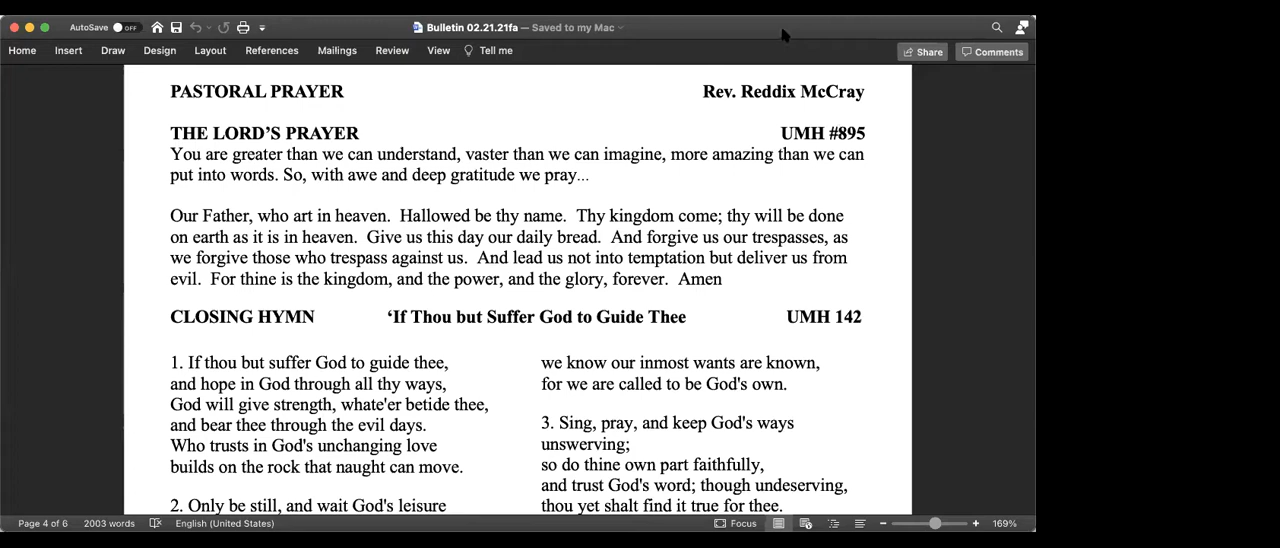 AutoSave OFF Bulletin 02.21.21fa — Saved to my Mac
Home Insert Draw Design Layout References Mailings Review View Tell me Share Comments
PASTORAL PRAYER Rev. Reddix McCray
THE LORD'S PRAYER UMH #895
You are greater than we can understand, vaster than we can imagine, more amazing than we can
put into words. So, with awe and deep gratitude we pray...
Our Father, who art in heaven. Hallowed be thy name. Thy kingdom come; thy will be done
on earth as it is in heaven. Give us this day our daily bread. And forgive us our trespasses, as
we forgive those who trespass against us. And lead us not into temptation but deliver us from
evil. For thine is the kingdom, and the power, and the glory, forever. Amen
CLOSING HYMN ‘If Thou but Suffer God to Guide Thee UMH 142
1. If thou but suffer God to guide thee,
and hope in God through all thy ways,
God will give strength, whate'er betide thee,
and bear thee through the evil days.
Who trusts in God's unchanging love
builds on the rock that naught can move.
2. Only be still, and wait God's leisure
we know our inmost wants are known,
for we are called to be God's own.
3. Sing, pray, and keep God's ways
unswerving;
so do thine own part faithfully,
and trust God's word; though undeserving,
thou yet shalt find it true for thee.
Page 4 of 6 2003 words English (United States) Focus 169%